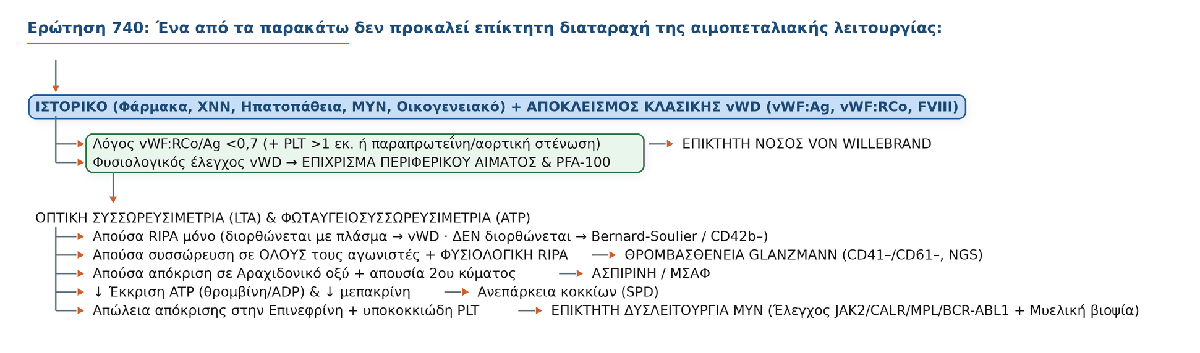 Ερώτηση 740: Ένα από τα παρακάτω δεν προκαλεί επίκτητη διαταραχή της αιμοπεταλιακής λειτουργίας:
ΙΣΤΟΡΙΚΟ (Φάρμακα, ΧΝΝ, Ηπατοπάθεια, ΜΥΝ, Οικογενειακό) + ΑΠΟΚΛΕΙΣΜΟΣ ΚΛΑΣΙΚΗΣ vWD (vWF:Ag, vWF:RCo, FVIII)
Λόγος vWF:RCo/Ag <0,7 (+ PLT >1 εκ. ή παραπρωτεΐνη/αορτική στένωση) ΕΠΙΚΤΗΤΗ ΝΟΣΟΣ VON WILLEBRAND
Φυσιολογικός έλεγχος vWD → ΕΠΙΧΡΙΣΜΑ ΠΕΡΙΦΕΡΙΚΟΥ ΑΙΜΑΤΟΣ & PFA-100
ΟΠΤΙΚΗ ΣΥΣΣΩΡΕΥΣΙΜΕΤΡΙΑ (LTA) & ΦΩΤΑΥΓΕΙΟΣΥΣΣΩΡΕΥΣΙΜΕΤΡΙΑ (ATP)
Απούσα RIPA μόνο (διορθώνεται με πλάσμα → vWD · ΔΕΝ διορθώνεται → Bernard-Soulier / CD42b–)
Απούσα συσσώρευση σε ΟΛΟΥΣ τους αγωνιστές + ΦΥΣΙΟΛΟΓΙΚΗ RIPA ΘΡΟΜΒΑΣΘΕΝΕΙΑ GLANZMANN (CD41–/CD61–, NGS)
Απούσα απόκριση σε Αραχιδονικό οξύ + απουσία 2ου κύματος ΑΣΠΙΡΙΝΗ / ΜΣΑΦ
↓ Έκκριση ATP (θρομβίνη/ADP) & ↓ μεπακρίνη Ανεπάρκεια κοκκίων (SPD)
Απώλεια απόκρισης στην Επινεφρίνη + υποκοκκιώδη PLT ΕΠΙΚΤΗΤΗ ΔΥΣΛΕΙΤΟΥΡΓΙΑ ΜΥΝ (Έλεγχος JAK2/CALR/MPL/BCR-ABL1 + Μυελική βιοψία)